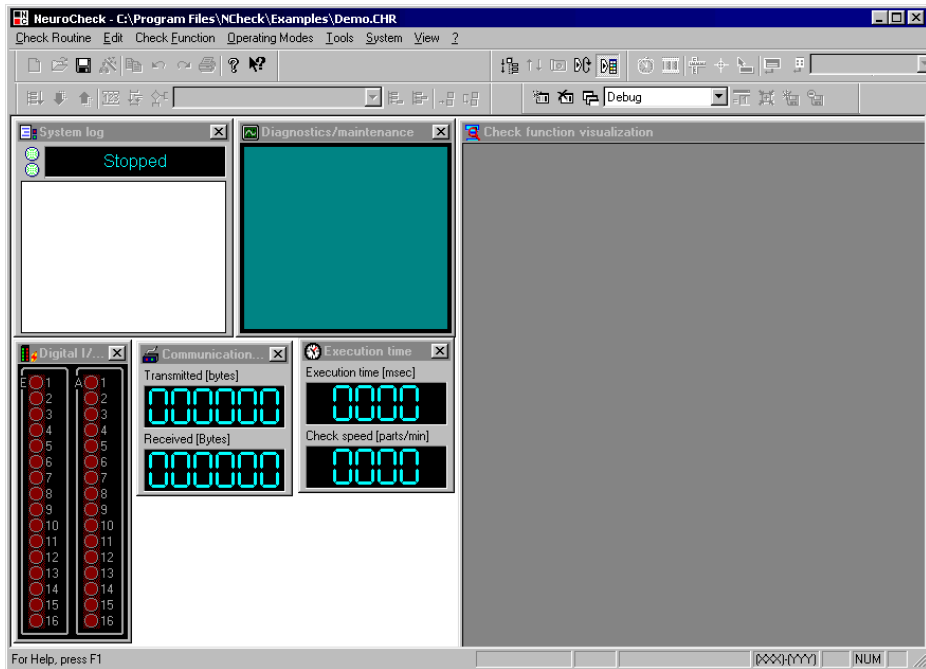 NeuroCheck - C:\Program Files\NCheck\Examples\Demo.CHR
Check Routine Edit Check Function Operating Modes Tools System View ?
Debug
System log
Stopped
Diagnostics/maintenance
Check function visualization
Digital I/...
E 1 A 1
2 2
3 3
4 4
5 5
6 6
7 7
8 8
9 9
10 10
11 11
12 12
13 13
14 14
15 15
16 16
Communication...
Transmitted [bytes]
000000
Received [Bytes]
000000
Execution time
Execution time [msec]
0000
Check speed [parts/min]
0000
For Help, press F1
(XXX)-(YYY) NUM